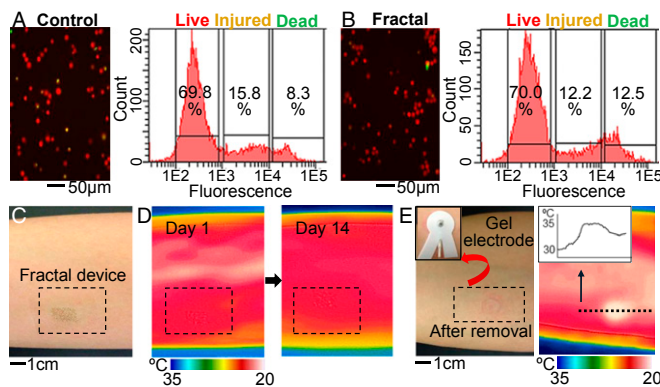 A Control
Live Injured Dead
Count
200
150
100
50
0
69.8 %
15.8 %
8.3 %
1E2 1E3 1E4 1E5
Fluorescence
50µm
B Fractal
Live Injured Dead
Count
150
100
50
0
70.0 %
12.2 %
12.5 %
1E2 1E3 1E4 1E5
Fluorescence
50µm
C
Fractal device
1cm
D
Day 1
Day 14
ºC
35 20
E
Gel
electrode
After removal
1cm
ºC
35
30
ºC
35 20